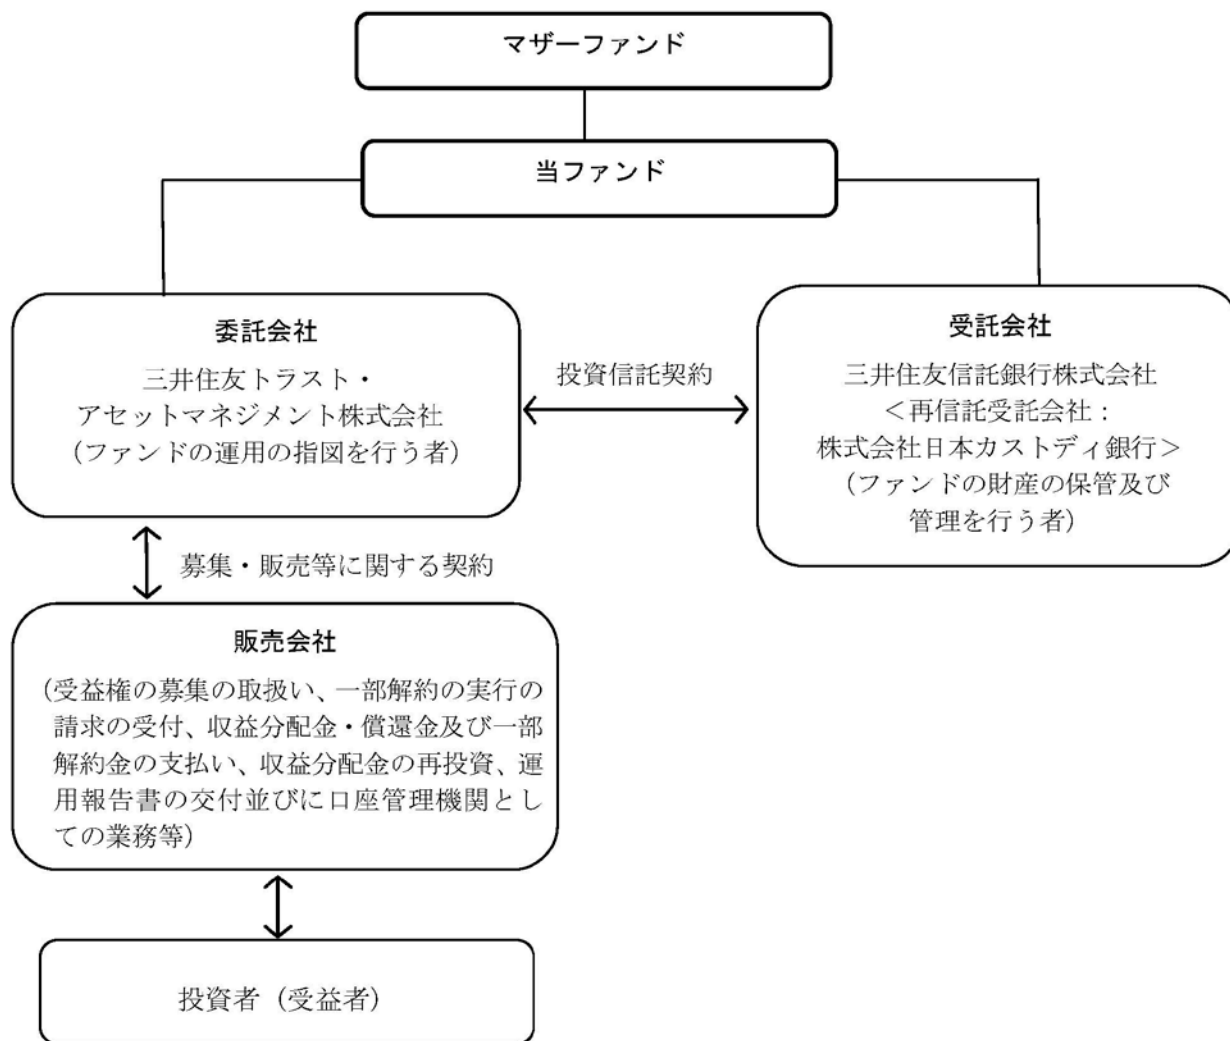 マザーファンド
当ファンド
委託会社
三井住友トラスト・
アセットマネジメント株式会社
（ファンドの運用の指図を行う者）
投資信託契約
受託会社
三井住友信託銀行株式会社
＜再信託受託会社：
株式会社日本カストディ銀行＞
（ファンドの財産の保管及び
管理を行う者）
募集・販売等に関する契約
販売会社
（受益権の募集の取扱い、一部解約の実行の
請求の受付、収益分配金・償還金及び一部
解約金の支払い、収益分配金の再投資、運
用報告書の交付並びに口座管理機関とし
ての業務等）
投資者（受益者）